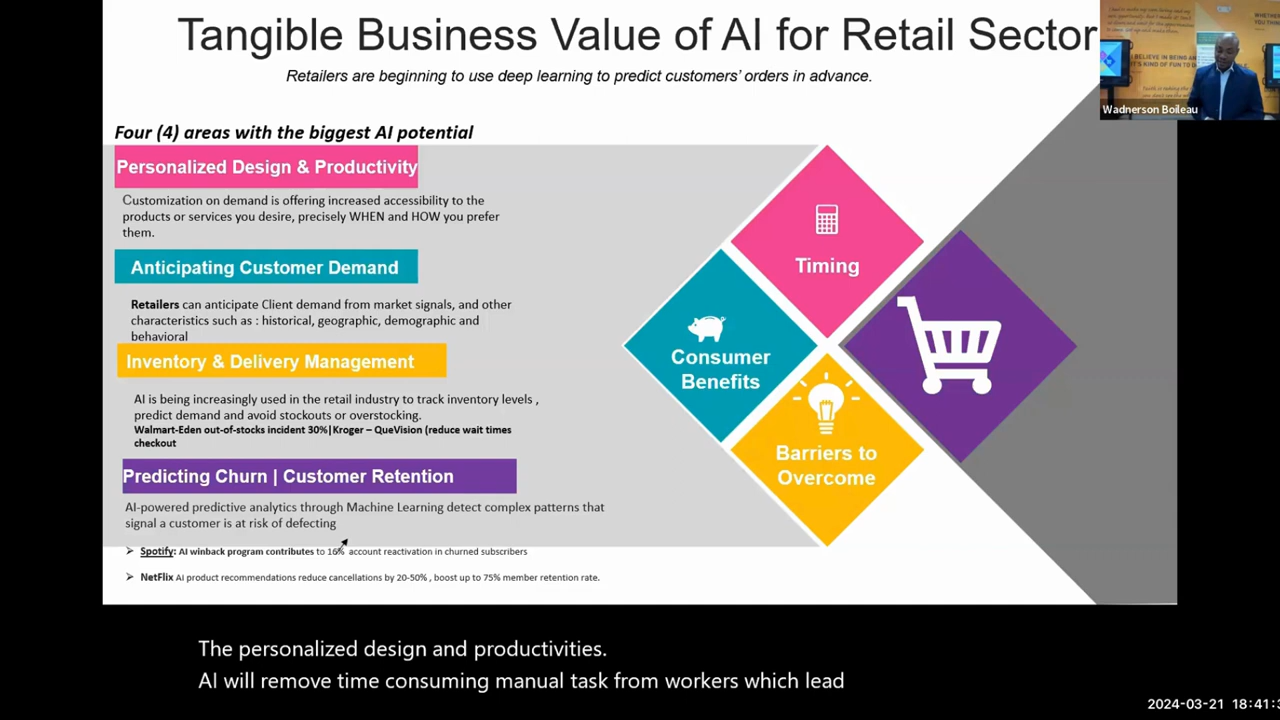 Tangible Business Value of AI for Retail Sector
Retailers are beginning to use deep learning to predict customers' orders in advance.
Wadnerson Boileau
Four (4) areas with the biggest AI potential
Personalized Design & Productivity
Customization on demand is offering increased accessibility to the
products or services you desire, precisely WHEN and HOW you prefer
them.
Anticipating Customer Demand
Retailers can anticipate Client demand from market signals, and other
characteristics such as : historical, geographic, demographic and
behavioral
Inventory & Delivery Management
AI is being increasingly used in the retail industry to track inventory levels ,
predict demand and avoid stockouts or overstocking.
Walmart-Eden out-of-stocks incident 30%|Kroger – QueVision (reduce wait times
checkout
Predicting Churn | Customer Retention
AI-powered predictive analytics through Machine Learning detect complex patterns that
signal a customer is at risk of defecting
Spotify: AI winback program contributes to 16% account reactivation in churned subscribers
NetFlix AI product recommendations reduce cancellations by 20-50% , boost up to 75% member retention rate.
Timing
Consumer
Benefits
Barriers to
Overcome
The personalized design and productivities.
AI will remove time consuming manual task from workers which lead
2024-03-21 18:41:3